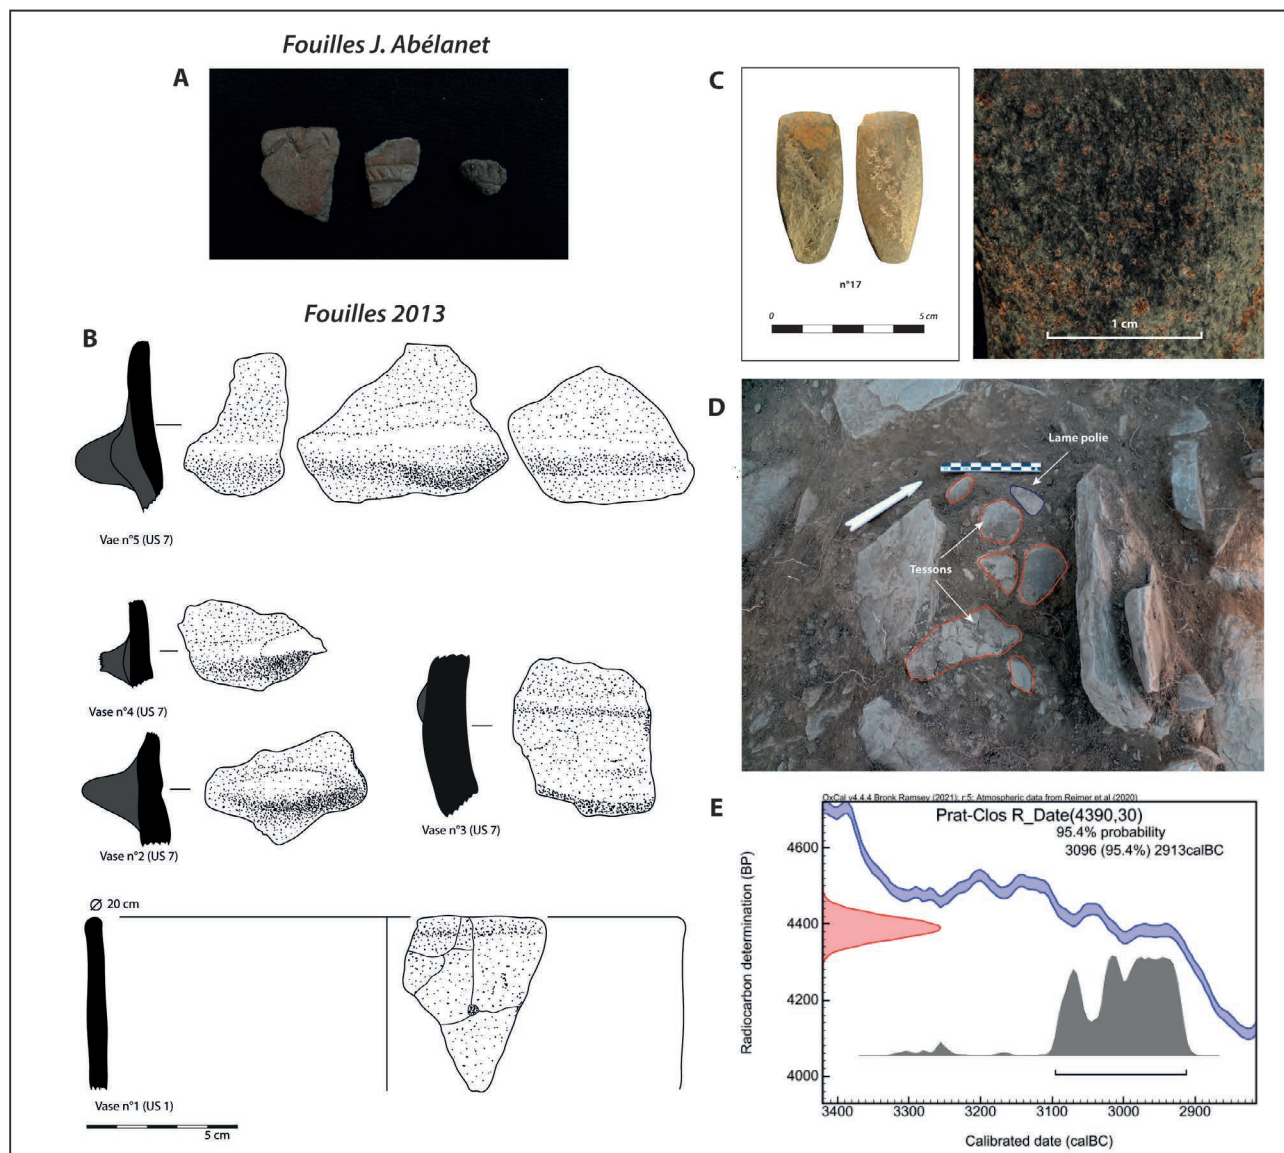 Fouilles J. Abélanet
A
Fouilles 2013
B
Vae n°5 (US 7)
Vase n°4 (US 7)
Vase n°3 (US 7)
Vase n°2 (US 7)
Ø 20 cm
Vase n°1 (US 1)
5 cm
C
n°17
0
5 cm
1 cm
D
Lame polie
Tessons
E
OxCal v4.4.4 Bronk Ramsey (2021); r:5; Atmospheric data from Reimer et al (2020)
Prat-Clos R_Date(4390,30)
95.4% probability
3096 (95.4%) 2913calBC
Radiocarbon determination (BP)
4600
4400
4200
4000
3400 3300 3200 3100 3000 2900
Calibrated date (calBC)